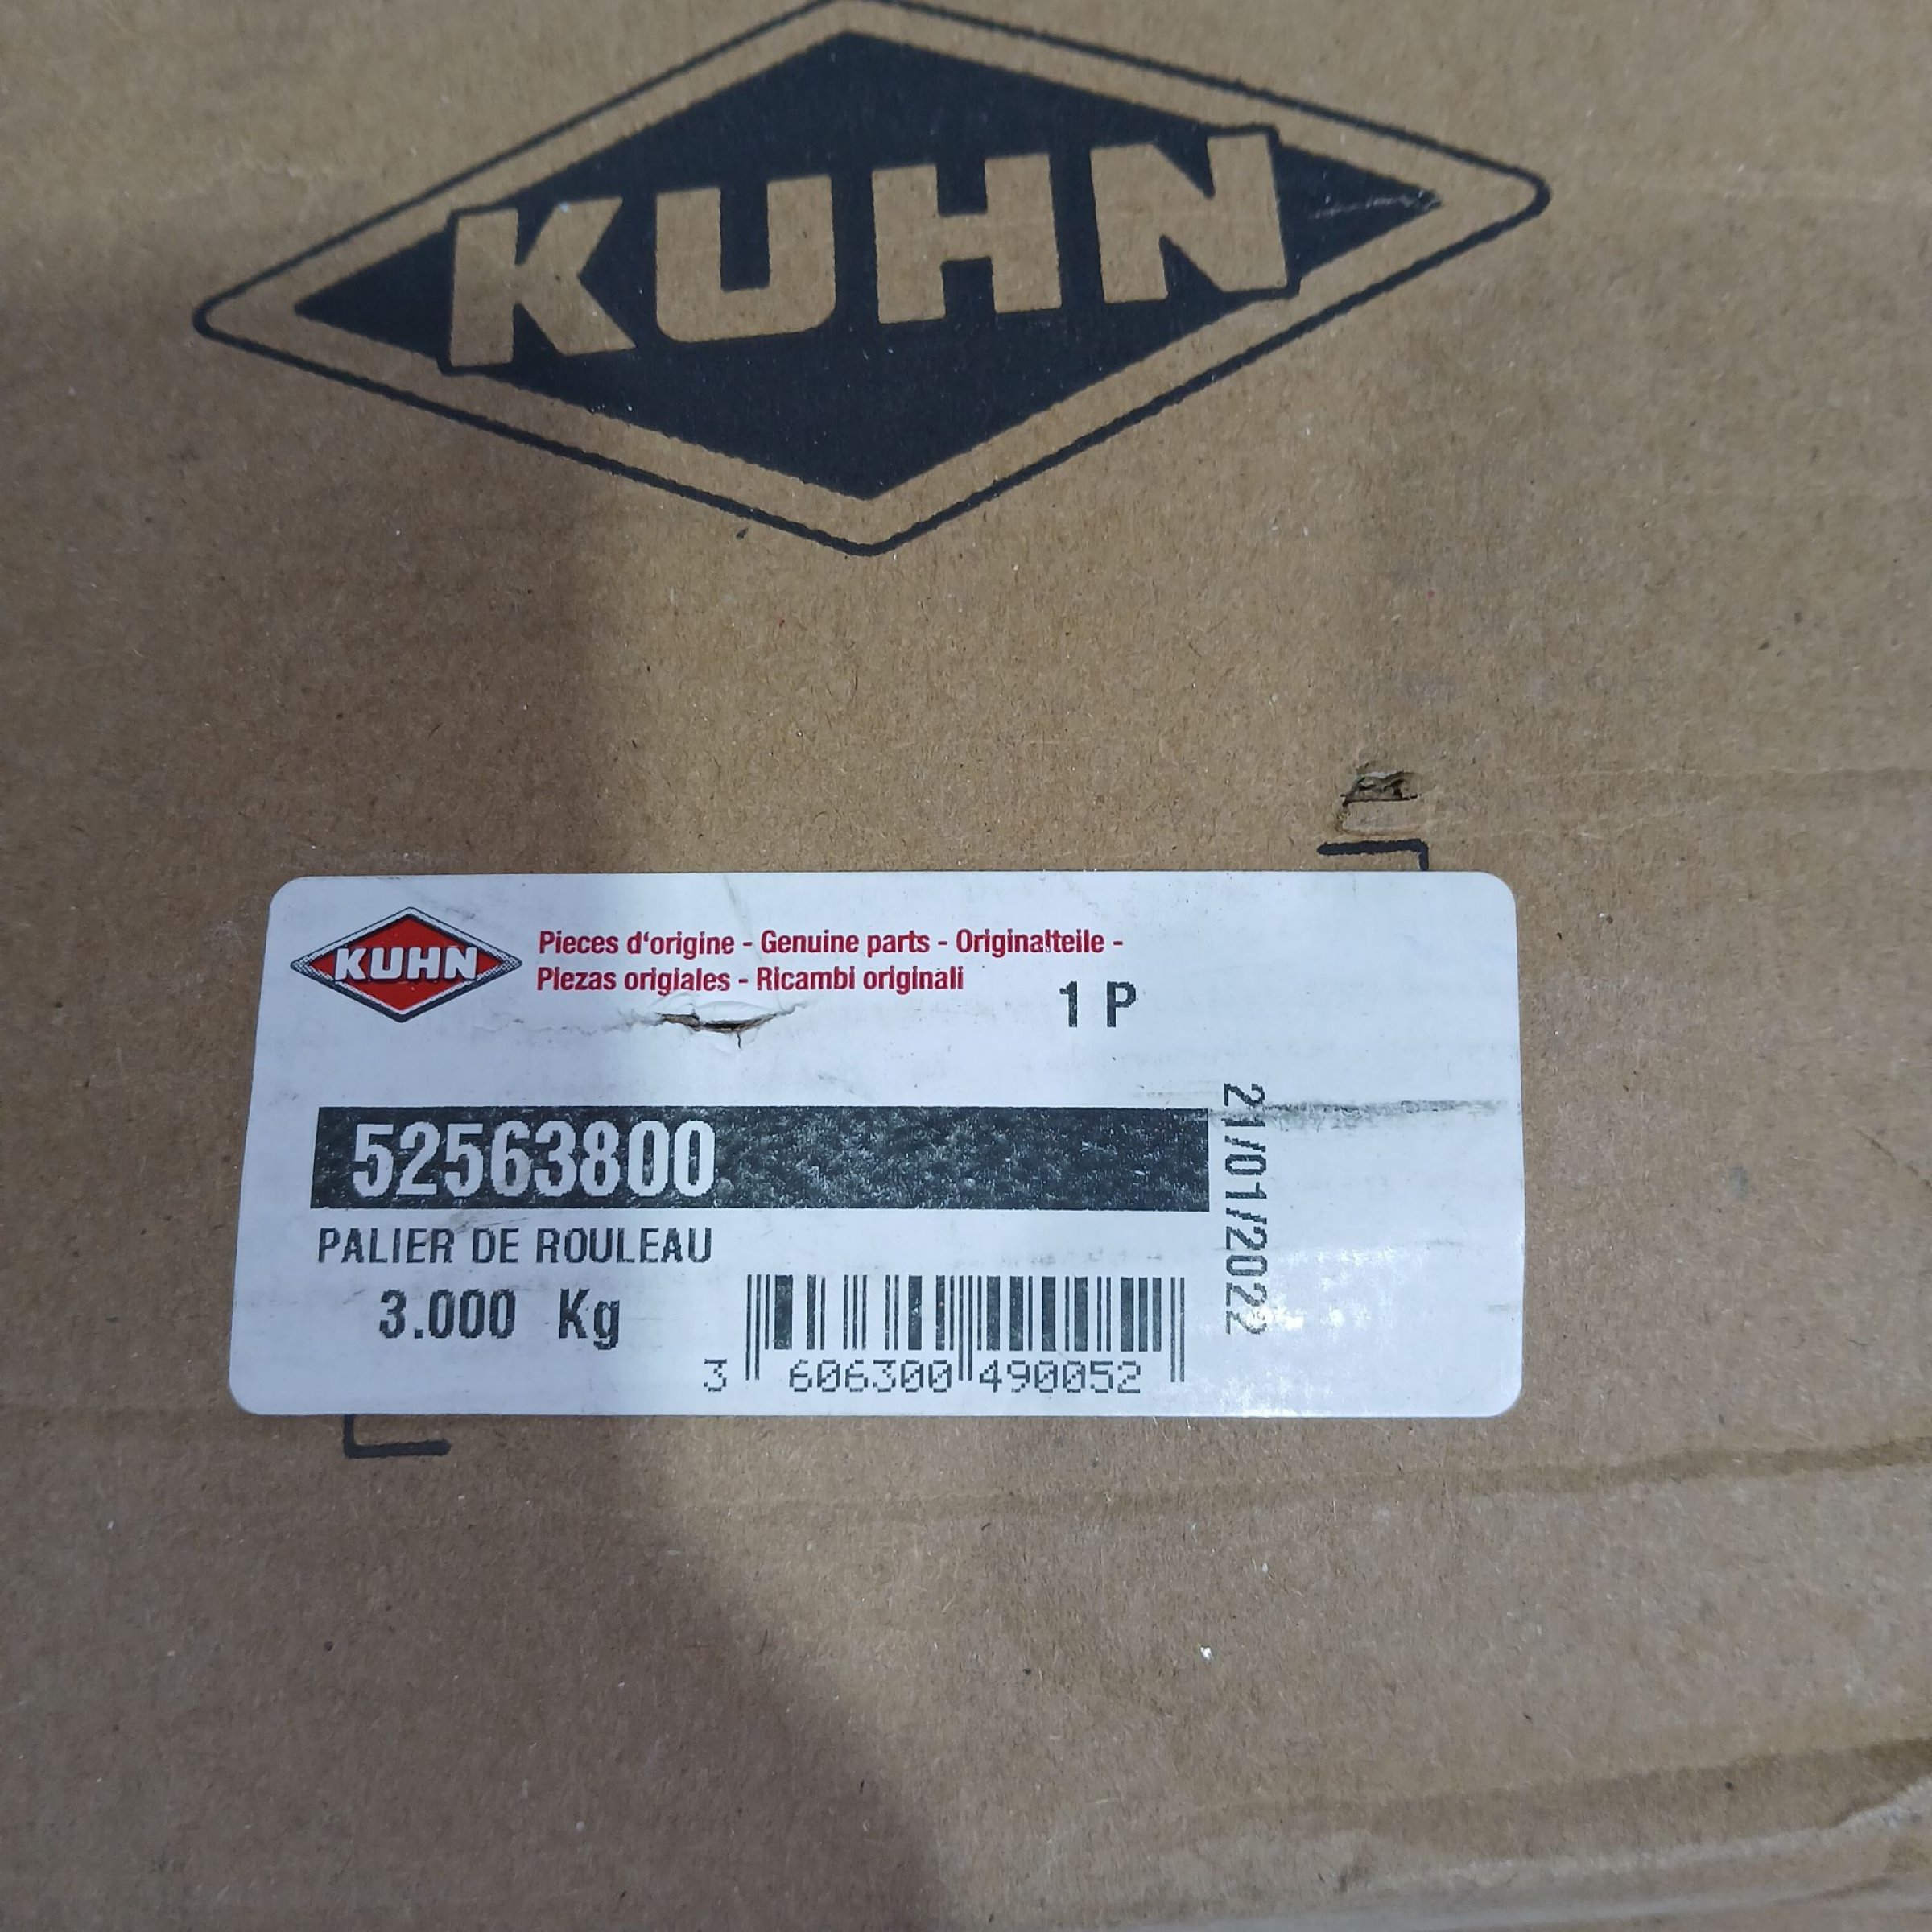 KUHN
KUHN
Pieces d'origine - Genuine parts - Originalteile -
Piezas origiales - Ricambi originali
1 P
52563800
21/01/2022
PALIER DE ROULEAU
3.000 Kg
3 606300 490052